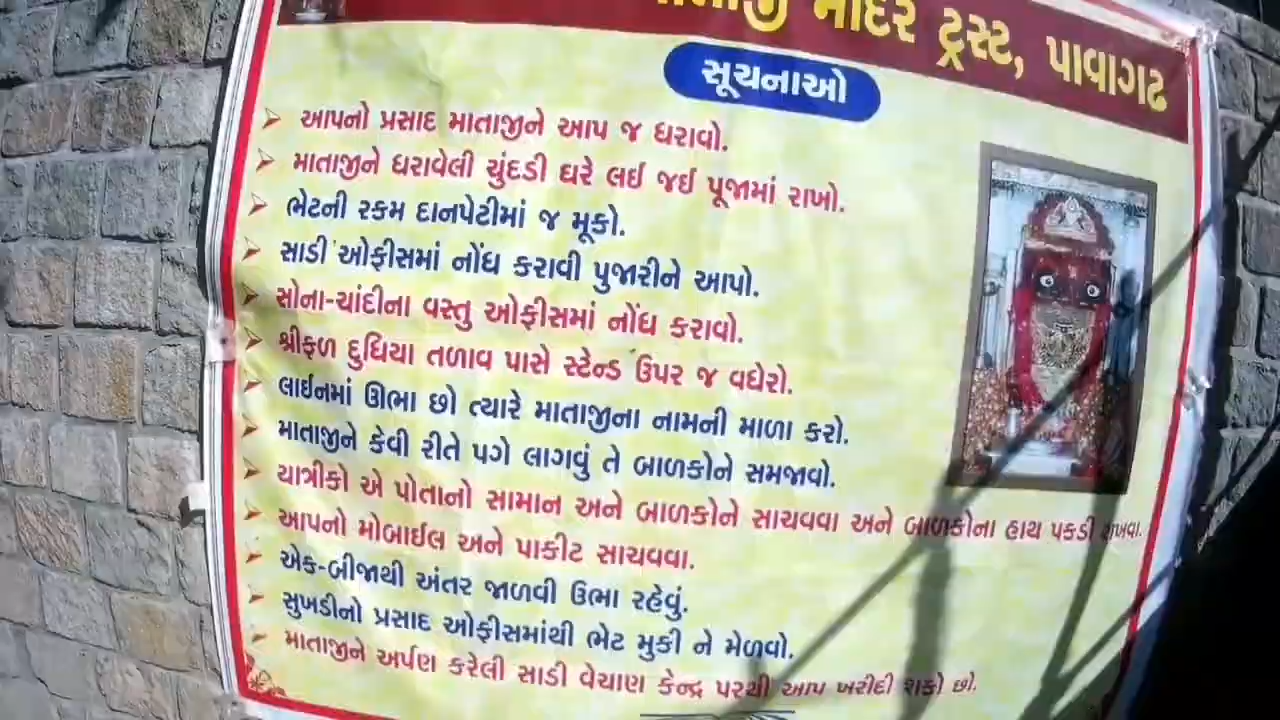 મંદિર ટ્રસ્ટ, પાવાગઢ
સૂચનાઓ
આપનો પ્રસાદ માતાજીને આપ જ ધરાવો.
માતાજીને ધરાવેલી ચુંદડી ઘરે લઈ જઈ પૂજામાં રાખો.
ભેટની રકમ દાનપેટીમાં જ મૂકો.
સાડી ઓફીસમાં નોંધ કરાવી પુજારીને આપો.
સોના-ચાંદીના વસ્તુ ઓફીસમાં નોંધ કરાવો.
શ્રીફળ દુધિયા તળાવ પાસે સ્ટેન્ડ ઉપર જ વધેરો.
લાઈનમાં ઊભા છો ત્યારે માતાજીના નામની માળા કરો.
માતાજીને કેવી રીતે પગે લાગવું તે બાળકોને સમજાવો.
યાત્રીકો એ પોતાનો સામાન અને બાળકોને સાચવવા અને બાળકોના હાથ પકડી રાખવા.
આપનો મોબાઈલ અને પાકીટ સાચવવા.
એક-બીજાથી અંતર જાળવી ઉભા રહેવું.
સુખડીનો પ્રસાદ ઓફીસમાંથી ભેટ મુકી ને મેળવો.
માતાજીને અર્પણ કરેલી સાડી વેચાણ કેન્દ્ર પરથી આપ ખરીદી શકો છો.